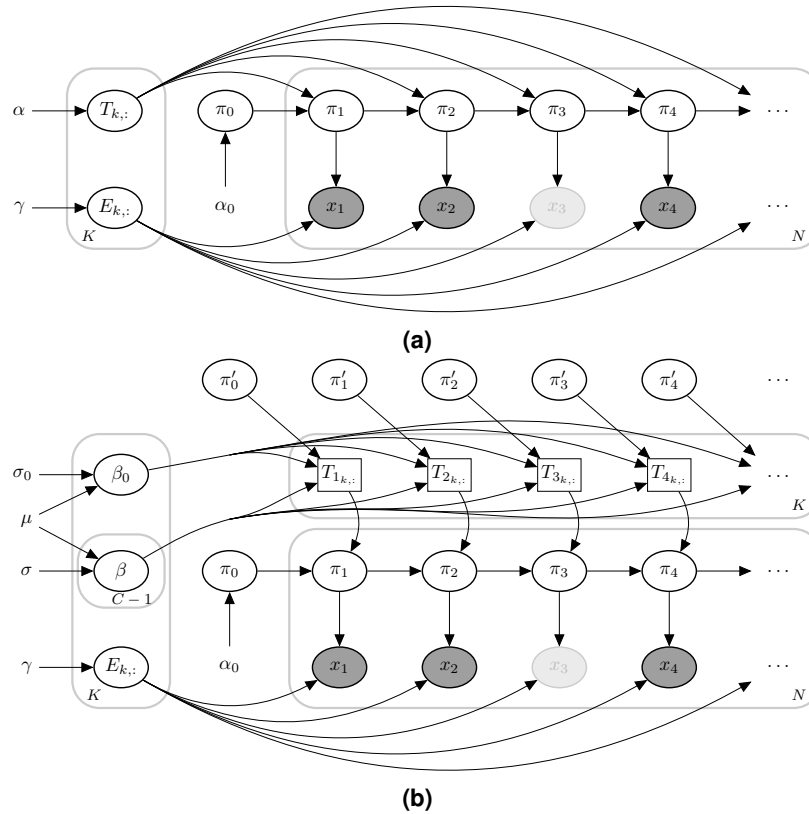 α T_{k,:} π_0 π_1 π_2 π_3 π_4 ···
γ E_{k,:} α_0 x_1 x_2 x_3 x_4 ···
K N
(a)
π′_0 π′_1 π′_2 π′_3 π′_4 ···
σ_0 β_0 T_{1_{k,:}} T_{2_{k,:}} T_{3_{k,:}} T_{4_{k,:}} ···
K
μ
σ β π_0 π_1 π_2 π_3 π_4 ···
C − 1
γ E_{k,:} α_0 x_1 x_2 x_3 x_4 ···
K N
(b)